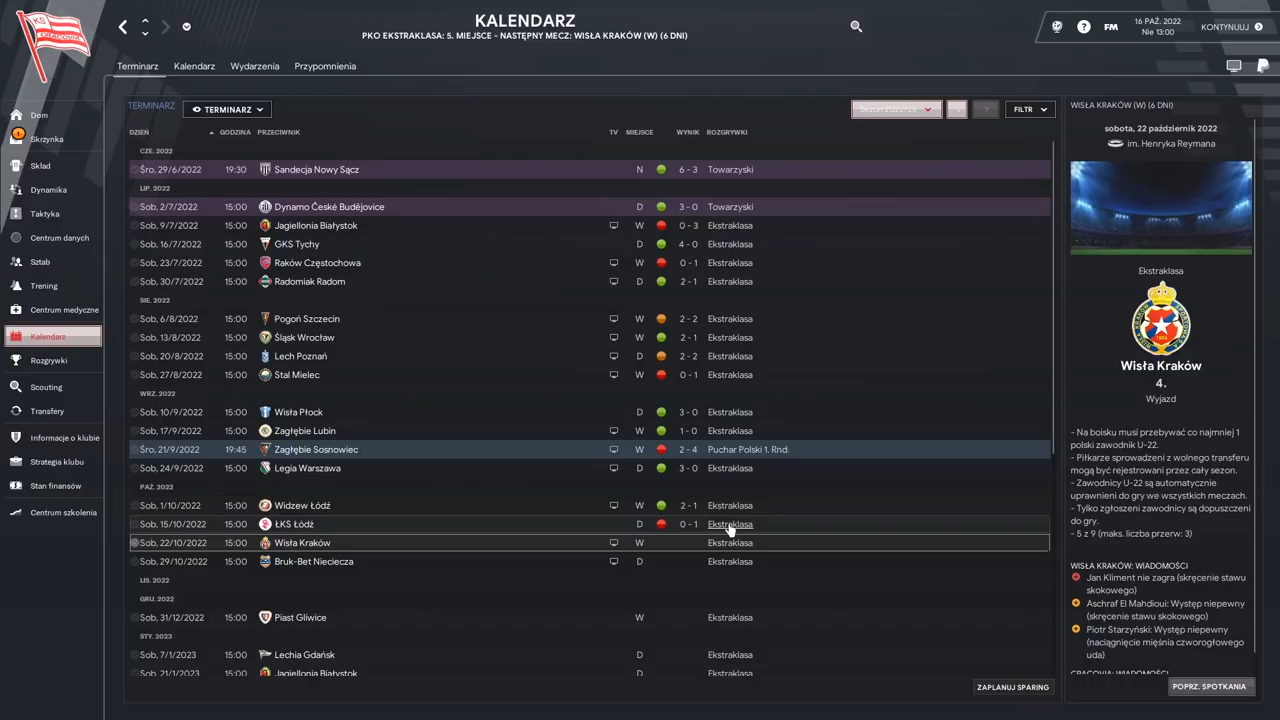 KS
CRACOVIA
KALENDARZ
PKO EKSTRAKLASA: 5. MIEJSCE - NASTĘPNY MECZ: WISŁA KRAKÓW (W) (6 DNI)
?
FM
16 PAŹ. 2022
Nie 13:00
KONTYNUUJ
Terminarz
Kalendarz
Wydarzenia
Przypomnienia
Dom
1
Skrzynka
Skład
Dynamika
Taktyka
Centrum danych
Sztab
Trening
Centrum medyczne
Kalendarz
Rozgrywki
Scouting
Transfery
Informacje o klubie
Strategia klubu
Stan finansów
Centrum szkolenia
TERMINARZ
TERMINARZ
FILTR
DZIEŃ GODZINA PRZECIWNIK TV MIEJSCE WYNIK ROZGRYWKI
CZE. 2022
Śro, 29/6/2022 19:30 Sandecja Nowy Sącz N 6 - 3 Towarzyski
LIP. 2022
Sob, 2/7/2022 15:00 Dynamo České Budějovice D 3 - 0 Towarzyski
Sob, 9/7/2022 15:00 Jagiellonia Białystok W 0 - 3 Ekstraklasa
Sob, 16/7/2022 15:00 GKS Tychy D 4 - 0 Ekstraklasa
Sob, 23/7/2022 15:00 Raków Częstochowa W 0 - 1 Ekstraklasa
Sob, 30/7/2022 15:00 Radomiak Radom D 2 - 1 Ekstraklasa
SIE. 2022
Sob, 6/8/2022 15:00 Pogoń Szczecin W 2 - 2 Ekstraklasa
Sob, 13/8/2022 15:00 Śląsk Wrocław W 2 - 1 Ekstraklasa
Sob, 20/8/2022 15:00 Lech Poznań D 2 - 2 Ekstraklasa
Sob, 27/8/2022 15:00 Stal Mielec W 0 - 1 Ekstraklasa
WRZ. 2022
Sob, 10/9/2022 15:00 Wisła Płock D 3 - 0 Ekstraklasa
Sob, 17/9/2022 15:00 Zagłębie Lubin W 1 - 0 Ekstraklasa
Śro, 21/9/2022 19:45 Zagłębie Sosnowiec W 2 - 4 Puchar Polski 1. Rnd.
Sob, 24/9/2022 15:00 Legia Warszawa D 3 - 0 Ekstraklasa
PAŹ. 2022
Sob, 1/10/2022 15:00 Widzew Łódź W 2 - 1 Ekstraklasa
Sob, 15/10/2022 15:00 ŁKS Łódź D 0 - 1 Ekstraklasa
Sob, 22/10/2022 15:00 Wisła Kraków W Ekstraklasa
Sob, 29/10/2022 15:00 Bruk-Bet Nieciecza D Ekstraklasa
LIS. 2022
GRU. 2022
Sob, 31/12/2022 15:00 Piast Gliwice W Ekstraklasa
STY. 2023
Sob, 7/1/2023 15:00 Lechia Gdańsk D Ekstraklasa
Sob, 21/1/2023 15:00 Jagiellonia Białystok D Ekstraklasa
ZAPLANUJ SPARING
WISŁA KRAKÓW (W) (6 DNI)
sobota, 22 październik 2022
im. Henryka Reymana
Ekstraklasa
Wisła Kraków
4.
Wyjazd
- Na boisku musi przebywać co najmniej 1
polski zawodnik U-22.
- Piłkarze sprowadzeni z wolnego transferu
mogą być rejestrowani przez cały sezon.
- Zawodnicy U-22 są automatycznie
uprawnieni do gry we wszystkich meczach.
- Tylko zgłoszeni zawodnicy są dopuszczeni
do gry.
- 5 z 9 (maks. liczba przerw: 3)
WISŁA KRAKÓW: WIADOMOŚCI
Jan Kliment nie zagra (skręcenie stawu
skokowego)
Aschraf El Mahdioui: Występ niepewny
(skręcenie stawu skokowego)
Piotr Starzyński: Występ niepewny
(naciągnięcie mięśnia czworogłowego
uda)
CRACOVIA: WIADOMOŚCI
POPRZ. SPOTKANIA